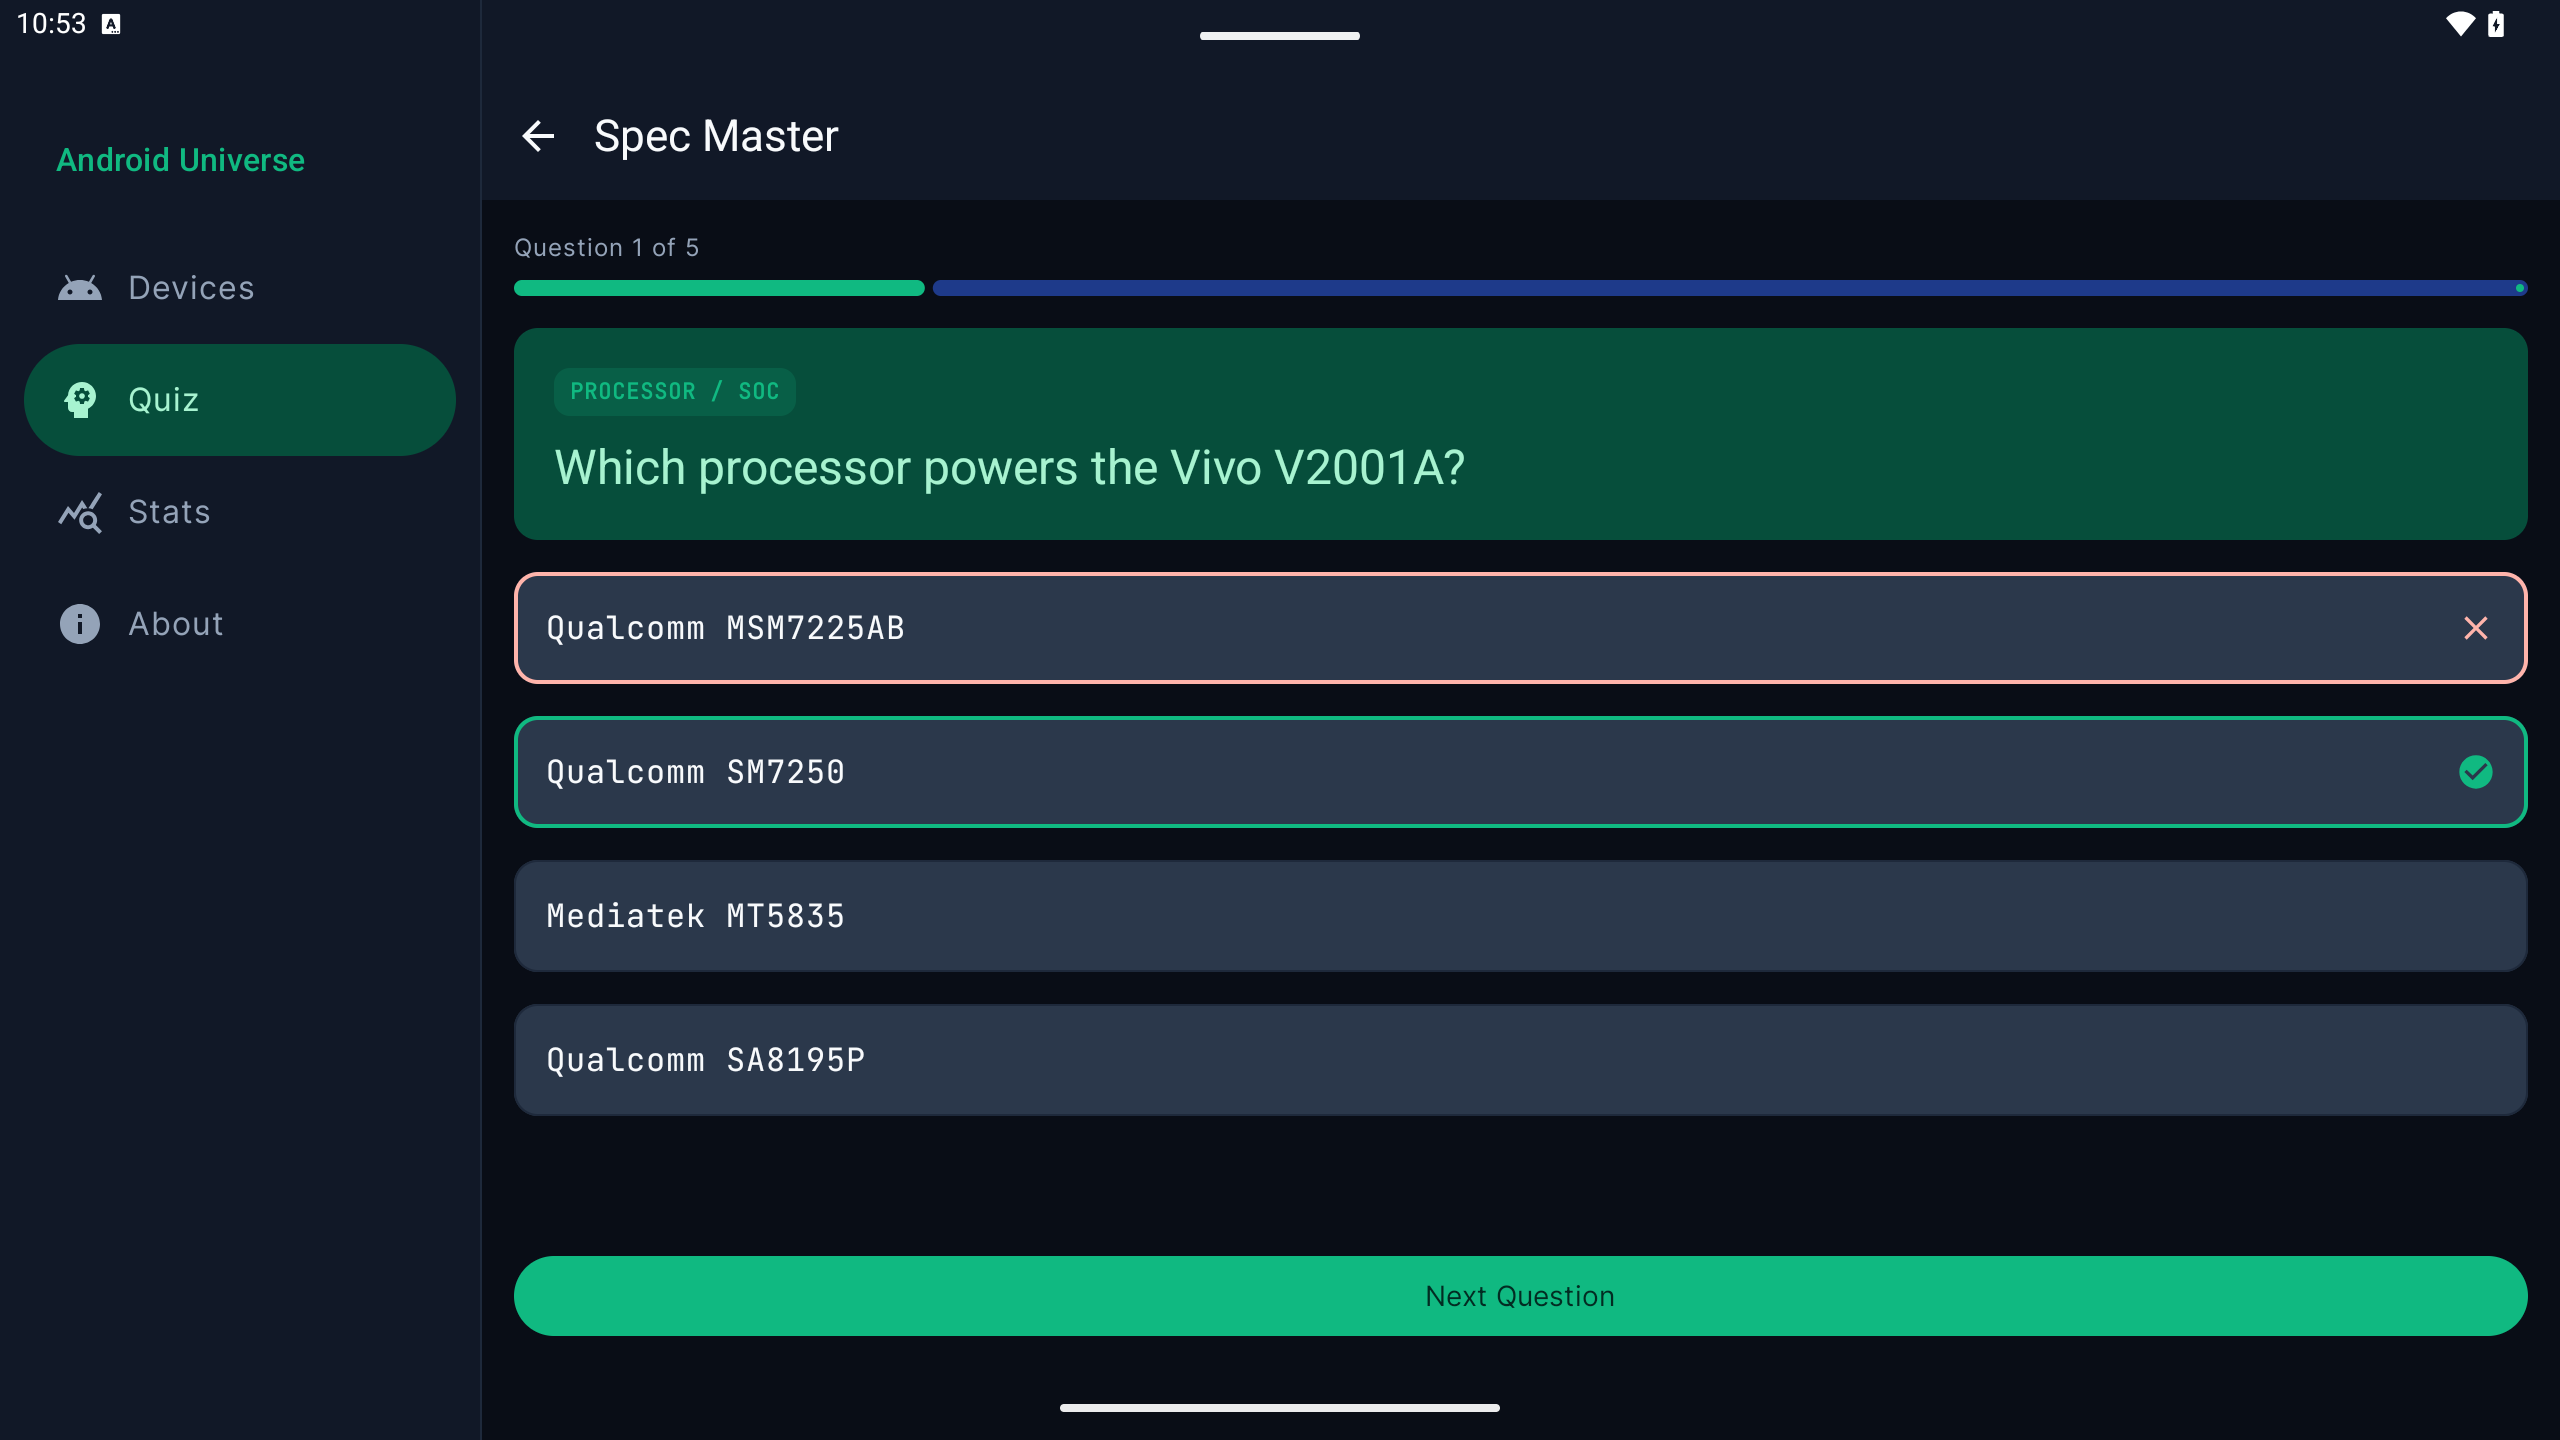 10:53
Android Universe
Devices
Quiz
Stats
About
Spec Master
Question 1 of 5
PROCESSOR / SOC
Which processor powers the Vivo V2001A?
Qualcomm MSM7225AB
Qualcomm SM7250
Mediatek MT5835
Qualcomm SA8195P
Next Question